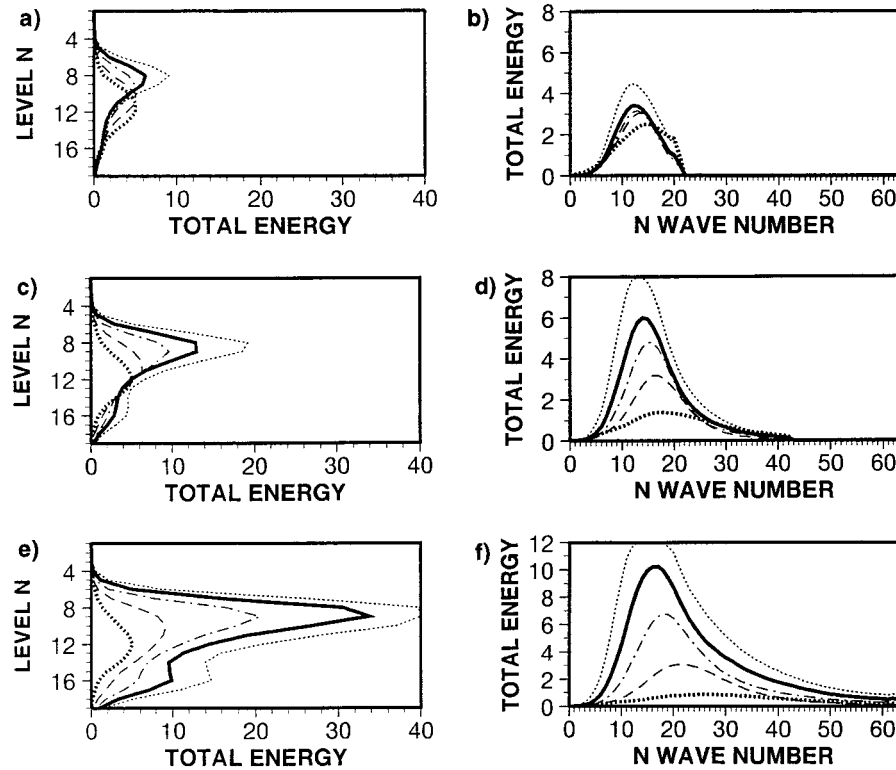 a)
LEVEL N
4
8
12
16
0 10 20 30 40
TOTAL ENERGY
b)
TOTAL ENERGY
8
6
4
2
0
0 10 20 30 40 50 60
N WAVE NUMBER
c)
LEVEL N
4
8
12
16
0 10 20 30 40
TOTAL ENERGY
d)
TOTAL ENERGY
8
6
4
2
0
0 10 20 30 40 50 60
N WAVE NUMBER
e)
LEVEL N
4
8
12
16
0 10 20 30 40
TOTAL ENERGY
f)
TOTAL ENERGY
12
10
8
6
4
2
0
0 10 20 30 40 50 60
N WAVE NUMBER